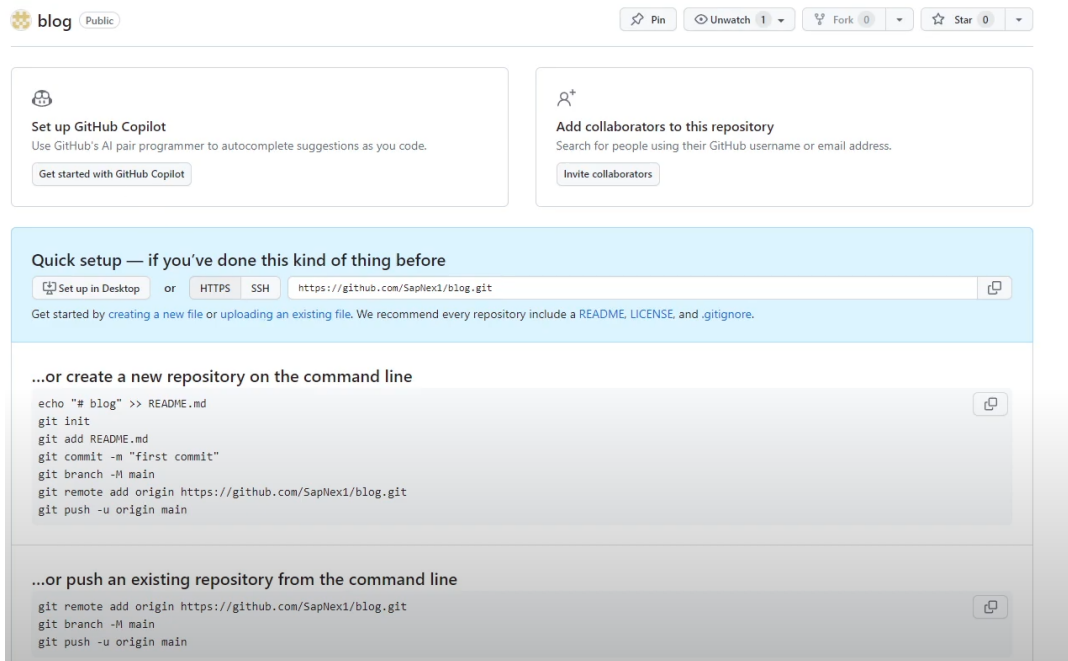 blog Public
Pin
Unwatch 1
Fork 0
Star 0
Set up GitHub Copilot
Use GitHub's AI pair programmer to autocomplete suggestions as you code.
Get started with GitHub Copilot
Add collaborators to this repository
Search for people using their GitHub username or email address.
Invite collaborators
Quick setup — if you've done this kind of thing before
Set up in Desktop or HTTPS SSH https://github.com/SapNex1/blog.git
Get started by creating a new file or uploading an existing file. We recommend every repository include a README, LICENSE, and .gitignore.
...or create a new repository on the command line
echo "# blog" >> README.md
git init
git add README.md
git commit -m "first commit"
git branch -M main
git remote add origin https://github.com/SapNex1/blog.git
git push -u origin main
...or push an existing repository from the command line
git remote add origin https://github.com/SapNex1/blog.git
git branch -M main
git push -u origin main